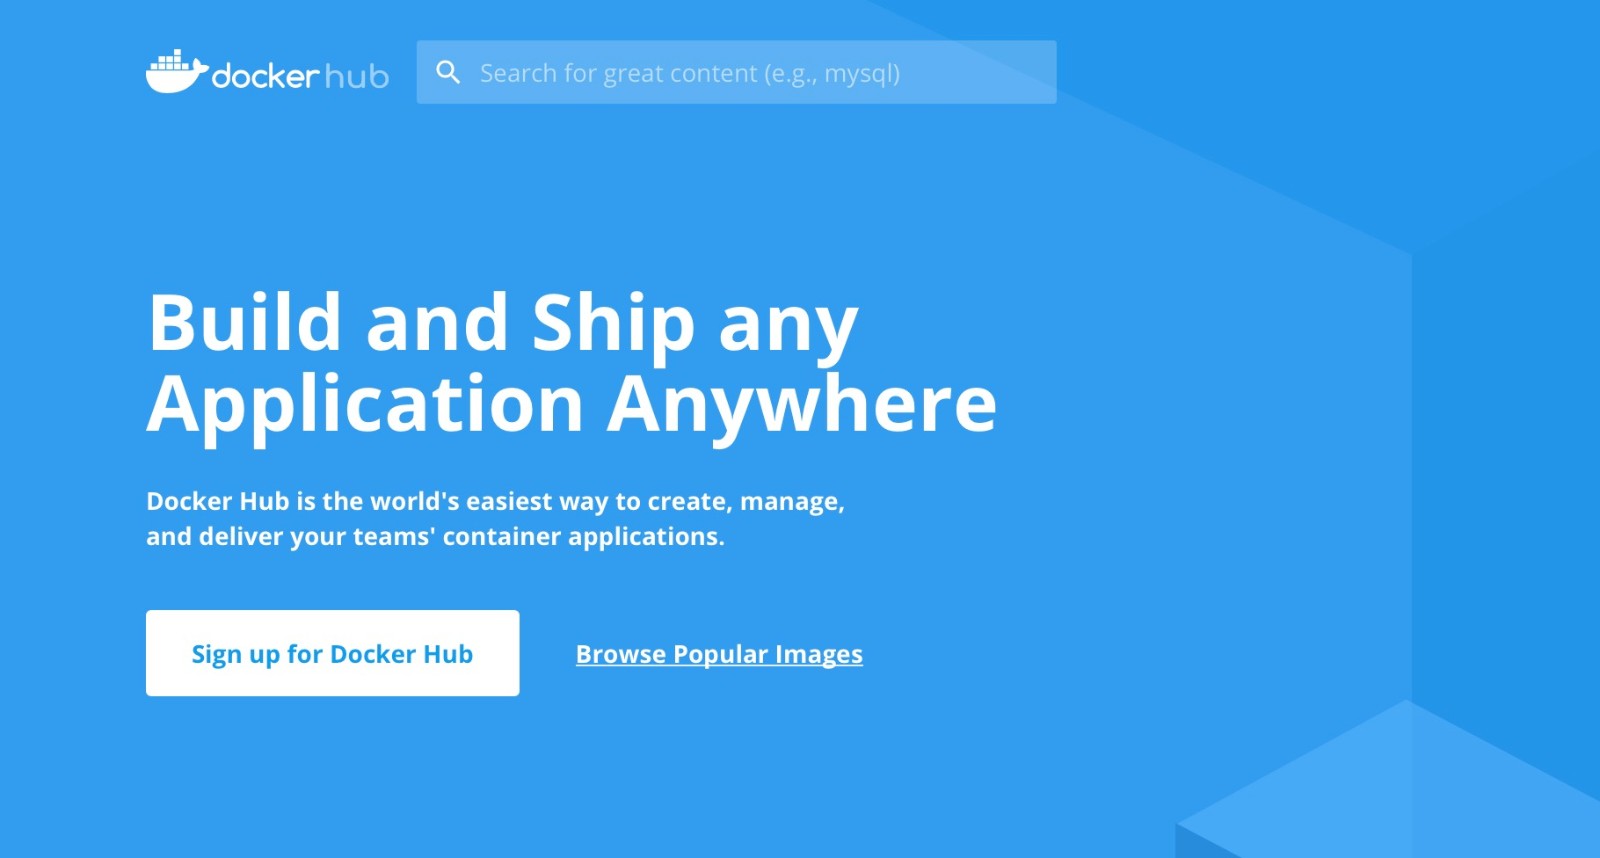 docker hub
Search for great content (e.g., mysql)
Build and Ship any
Application Anywhere
Docker Hub is the world's easiest way to create, manage,
and deliver your teams' container applications.
Sign up for Docker Hub
Browse Popular Images